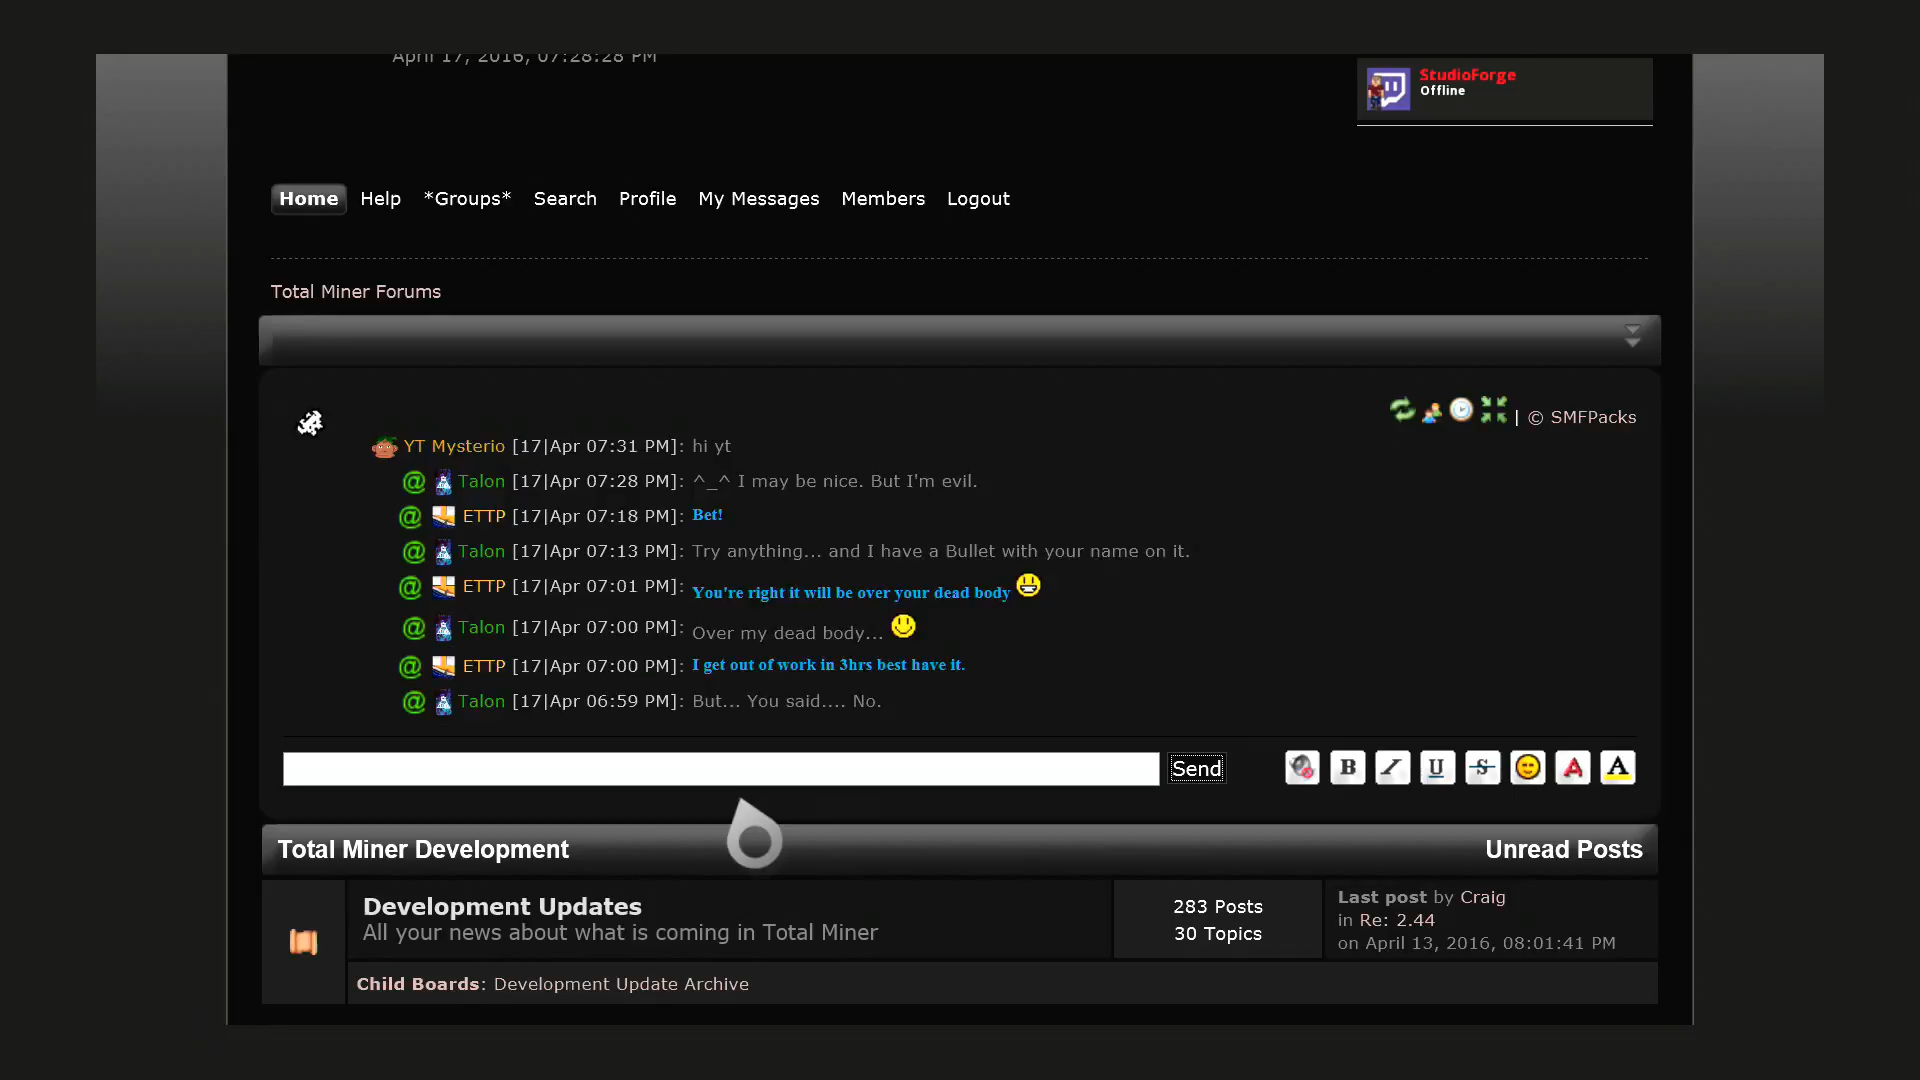 April 17, 2016, 07:28:28 PM
StudioForge
Offline
Home Help *Groups* Search Profile My Messages Members Logout
Total Miner Forums
| © SMFPacks
YT Mysterio [17|Apr 07:31 PM]: hi yt
@ Talon [17|Apr 07:28 PM]: ^_^ I may be nice. But I'm evil.
@ ETTP [17|Apr 07:18 PM]: Bet!
@ Talon [17|Apr 07:13 PM]: Try anything... and I have a Bullet with your name on it.
@ ETTP [17|Apr 07:01 PM]: You're right it will be over your dead body
@ Talon [17|Apr 07:00 PM]: Over my dead body...
@ ETTP [17|Apr 07:00 PM]: I get out of work in 3hrs best have it.
@ Talon [17|Apr 06:59 PM]: But... You said.... No.
Send B I U S A A
Total Miner Development Unread Posts
Development Updates
All your news about what is coming in Total Miner
283 Posts
30 Topics
Last post by Craig
in Re: 2.44
on April 13, 2016, 08:01:41 PM
Child Boards: Development Update Archive